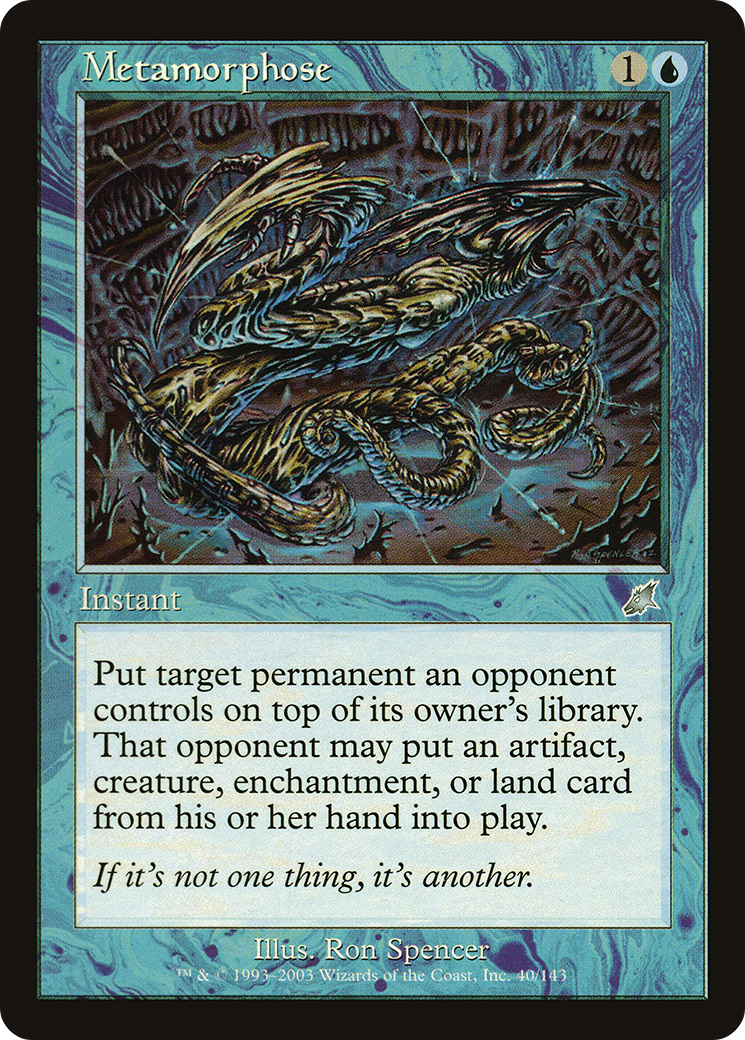 Metamorphose 1
Instant
Put target permanent an opponent
controls on top of its owner's library.
That opponent may put an artifact,
creature, enchantment, or land card
from his or her hand into play.
If it's not one thing, it's another.
Illus. Ron Spencer
™ & © 1993–2003 Wizards of the Coast, Inc. 40/143